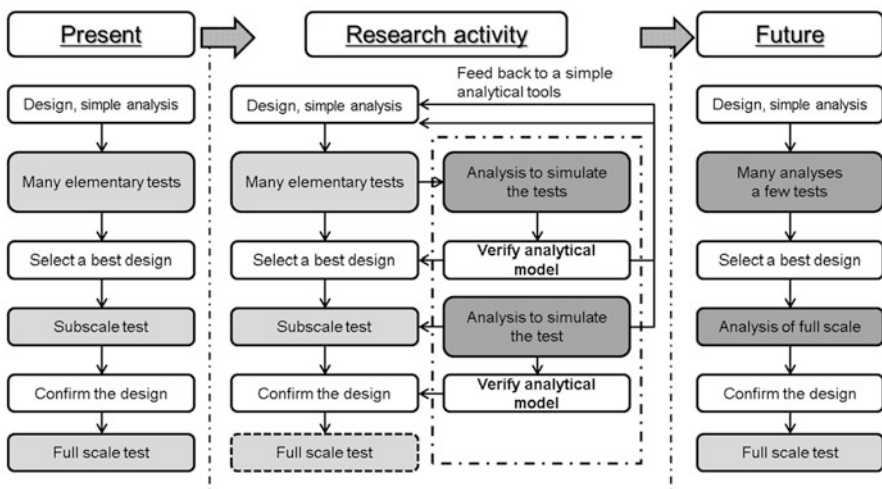 Present
Research activity
Future
Design, simple analysis
Many elementary tests
Select a best design
Subscale test
Confirm the design
Full scale test
Feed back to a simple
analytical tools
Design, simple analysis
Many elementary tests
Select a best design
Subscale test
Confirm the design
Full scale test
Analysis to simulate
the tests
Verify analytical
model
Analysis to simulate
the test
Verify analytical
model
Design, simple analysis
Many analyses
a few tests
Select a best design
Analysis of full scale
Confirm the design
Full scale test